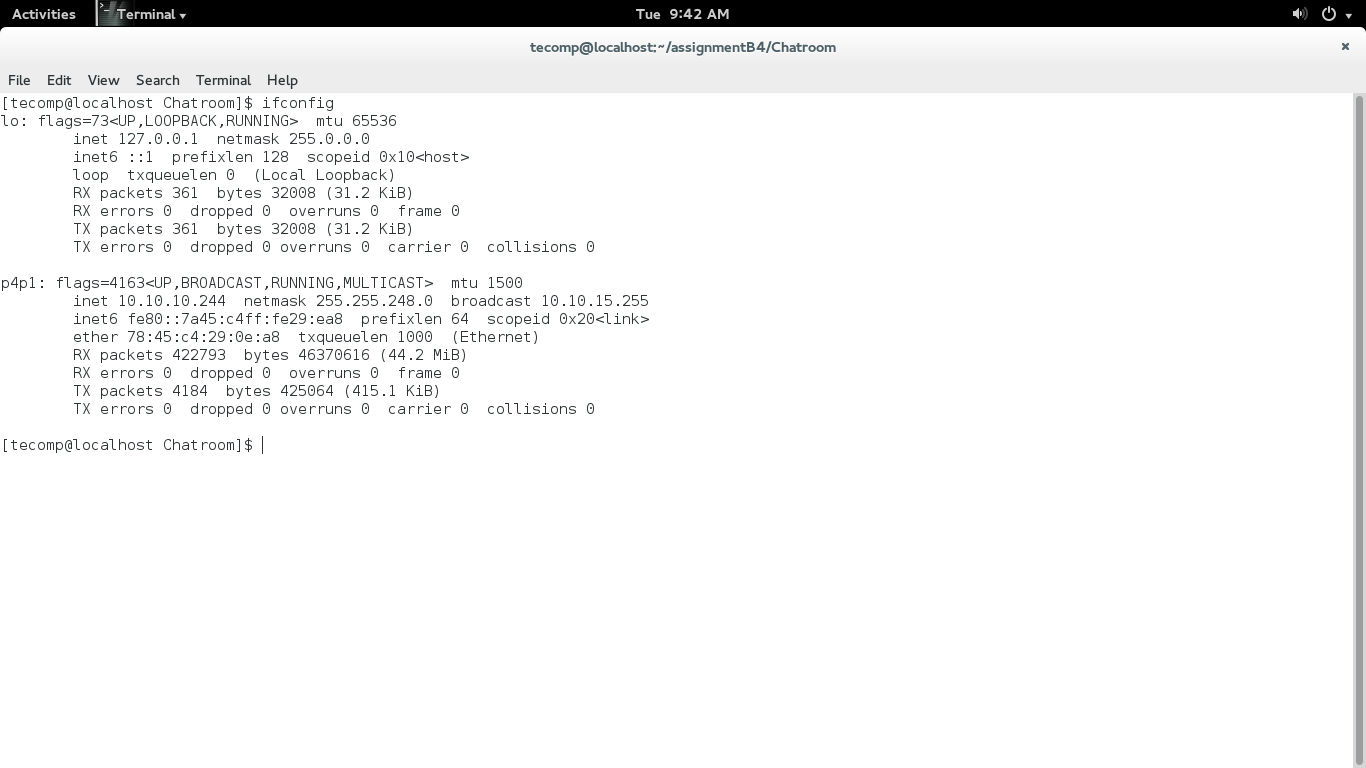 Activities Terminal Tue 9:42 AM
tecomp@localhost:~/assignmentB4/Chatroom
File Edit View Search Terminal Help
[tecomp@localhost Chatroom]$ ifconfig
lo: flags=73<UP,LOOPBACK,RUNNING>  mtu 65536
        inet 127.0.0.1  netmask 255.0.0.0
        inet6 ::1  prefixlen 128  scopeid 0x10<host>
        loop  txqueuelen 0  (Local Loopback)
        RX packets 361  bytes 32008 (31.2 KiB)
        RX errors 0  dropped 0  overruns 0  frame 0
        TX packets 361  bytes 32008 (31.2 KiB)
        TX errors 0  dropped 0 overruns 0  carrier 0  collisions 0
p4p1: flags=4163<UP,BROADCAST,RUNNING,MULTICAST>  mtu 1500
        inet 10.10.10.244  netmask 255.255.248.0  broadcast 10.10.15.255
        inet6 fe80::7a45:c4ff:fe29:ea8  prefixlen 64  scopeid 0x20<link>
        ether 78:45:c4:29:0e:a8  txqueuelen 1000  (Ethernet)
        RX packets 422793  bytes 46370616 (44.2 MiB)
        RX errors 0  dropped 0  overruns 0  frame 0
        TX packets 4184  bytes 425064 (415.1 KiB)
        TX errors 0  dropped 0 overruns 0  carrier 0  collisions 0
[tecomp@localhost Chatroom]$